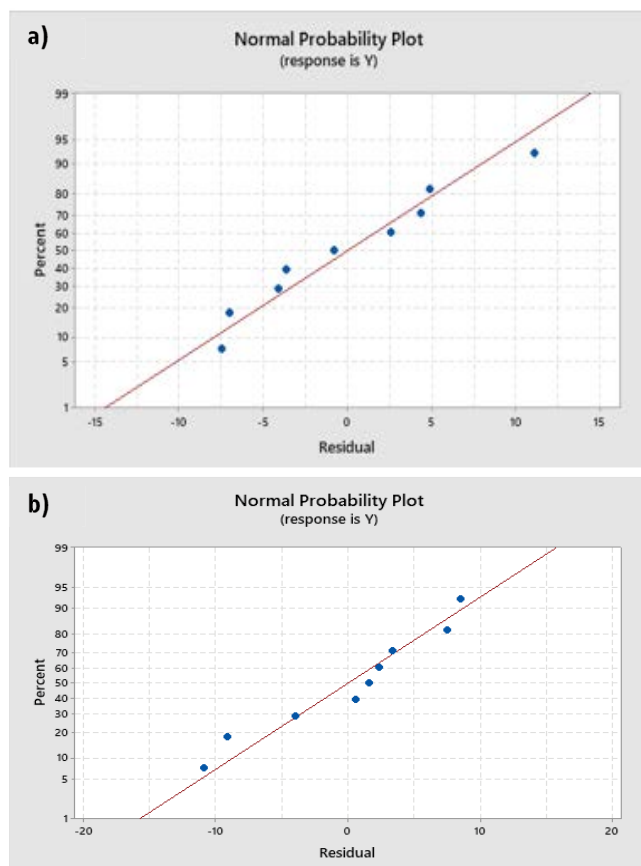 a)
Normal Probability Plot
(response is Y)
99
95
90
80
70
60
50
40
30
20
10
5
1
Percent
-15 -10 -5 0 5 10 15
Residual
b)
Normal Probability Plot
(response is Y)
99
95
90
80
70
60
50
40
30
20
10
5
1
Percent
-20 -10 0 10 20
Residual